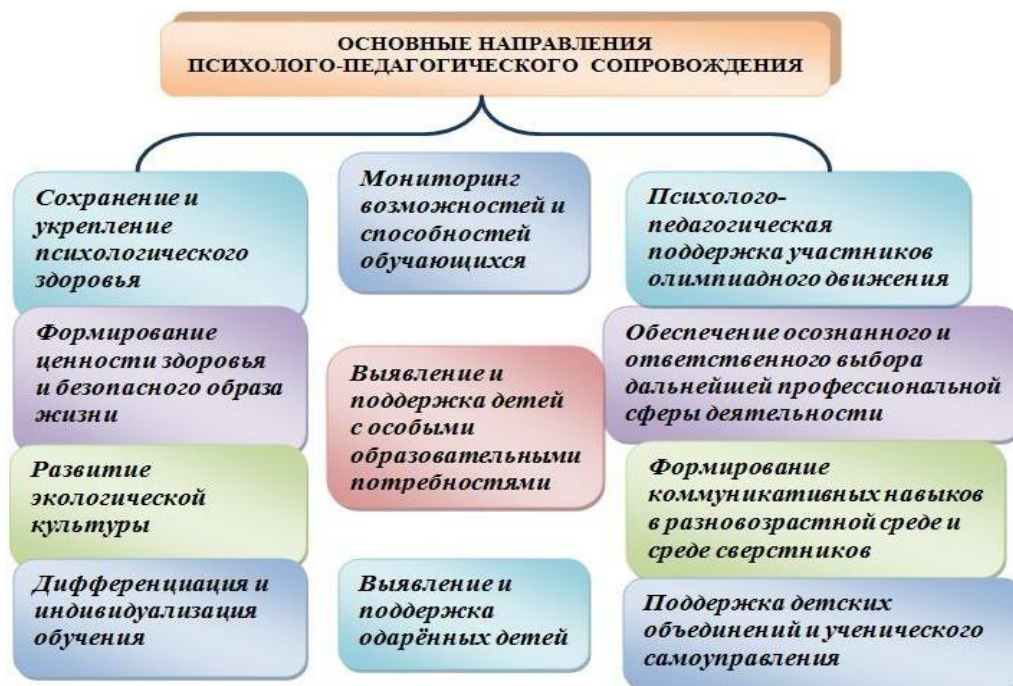 ОСНОВНЫЕ НАПРАВЛЕНИЯ
ПСИХОЛОГО-ПЕДАГОГИЧЕСКОГО СОПРОВОЖДЕНИЯ
Сохранение и
укрепление
психологического
здоровья
Формирование
ценности здоровья
и безопасного образа
жизни
Развитие
экологической
культуры
Дифференциация и
индивидуализация
обучения
Мониторинг
возможностей и
способностей
обучающихся
Выявление и
поддержка детей
с особыми
образовательными
потребностями
Выявление и
поддержка
одарённых детей
Психолого-
педагогическая
поддержка участников
олимпиадного движения
Обеспечение осознанного и
ответственного выбора
дальнейшей профессиональной
сферы деятельности
Формирование
коммуникативных навыков
в разновозрастной среде и
среде сверстников
Поддержка детских
объединений и ученического
самоуправления